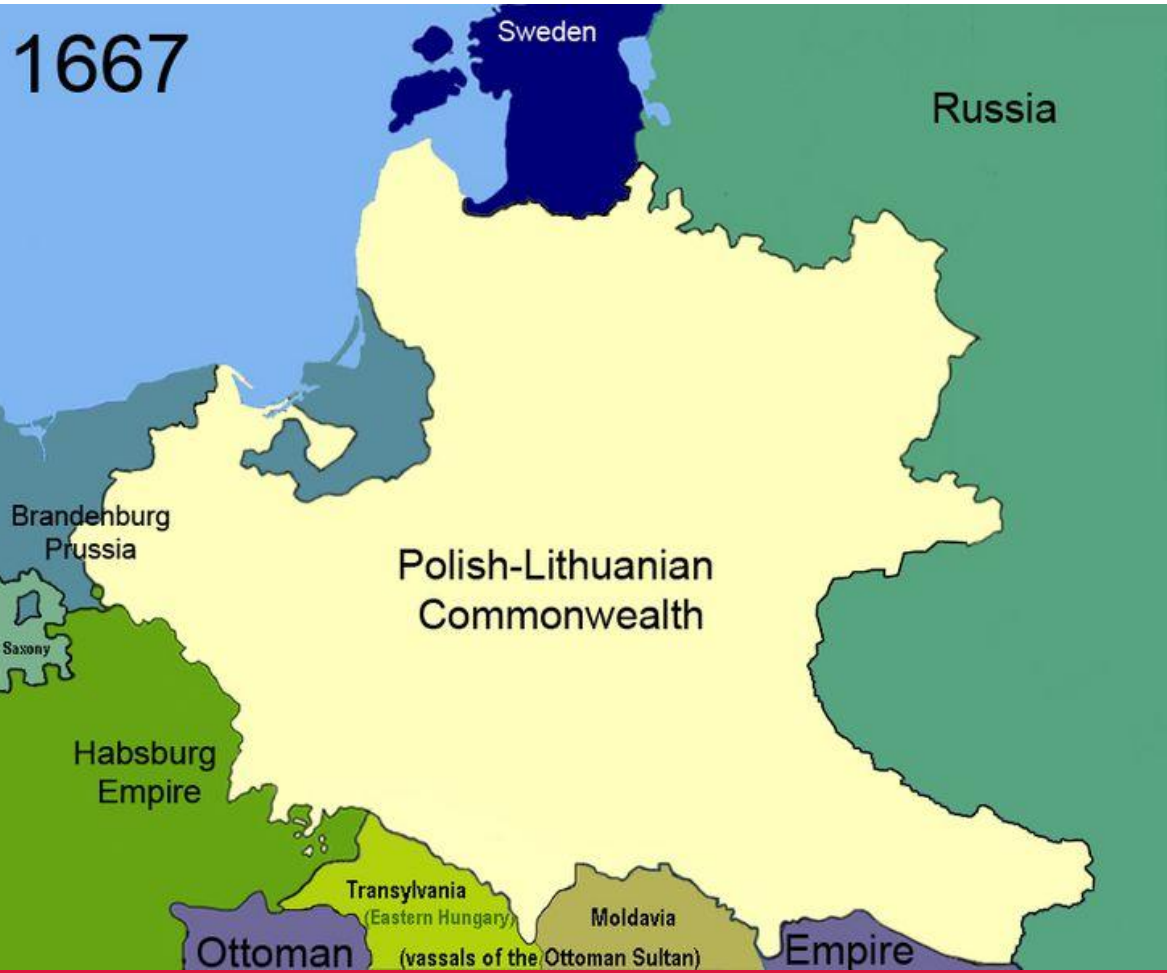 1667
Sweden
Russia
Brandenburg
Prussia
Polish-Lithuanian
Commonwealth
Saxony
Habsburg
Empire
Transylvania
(Eastern Hungary)
Moldavia
Ottoman
(vassals of the Ottoman Sultan)
Empire